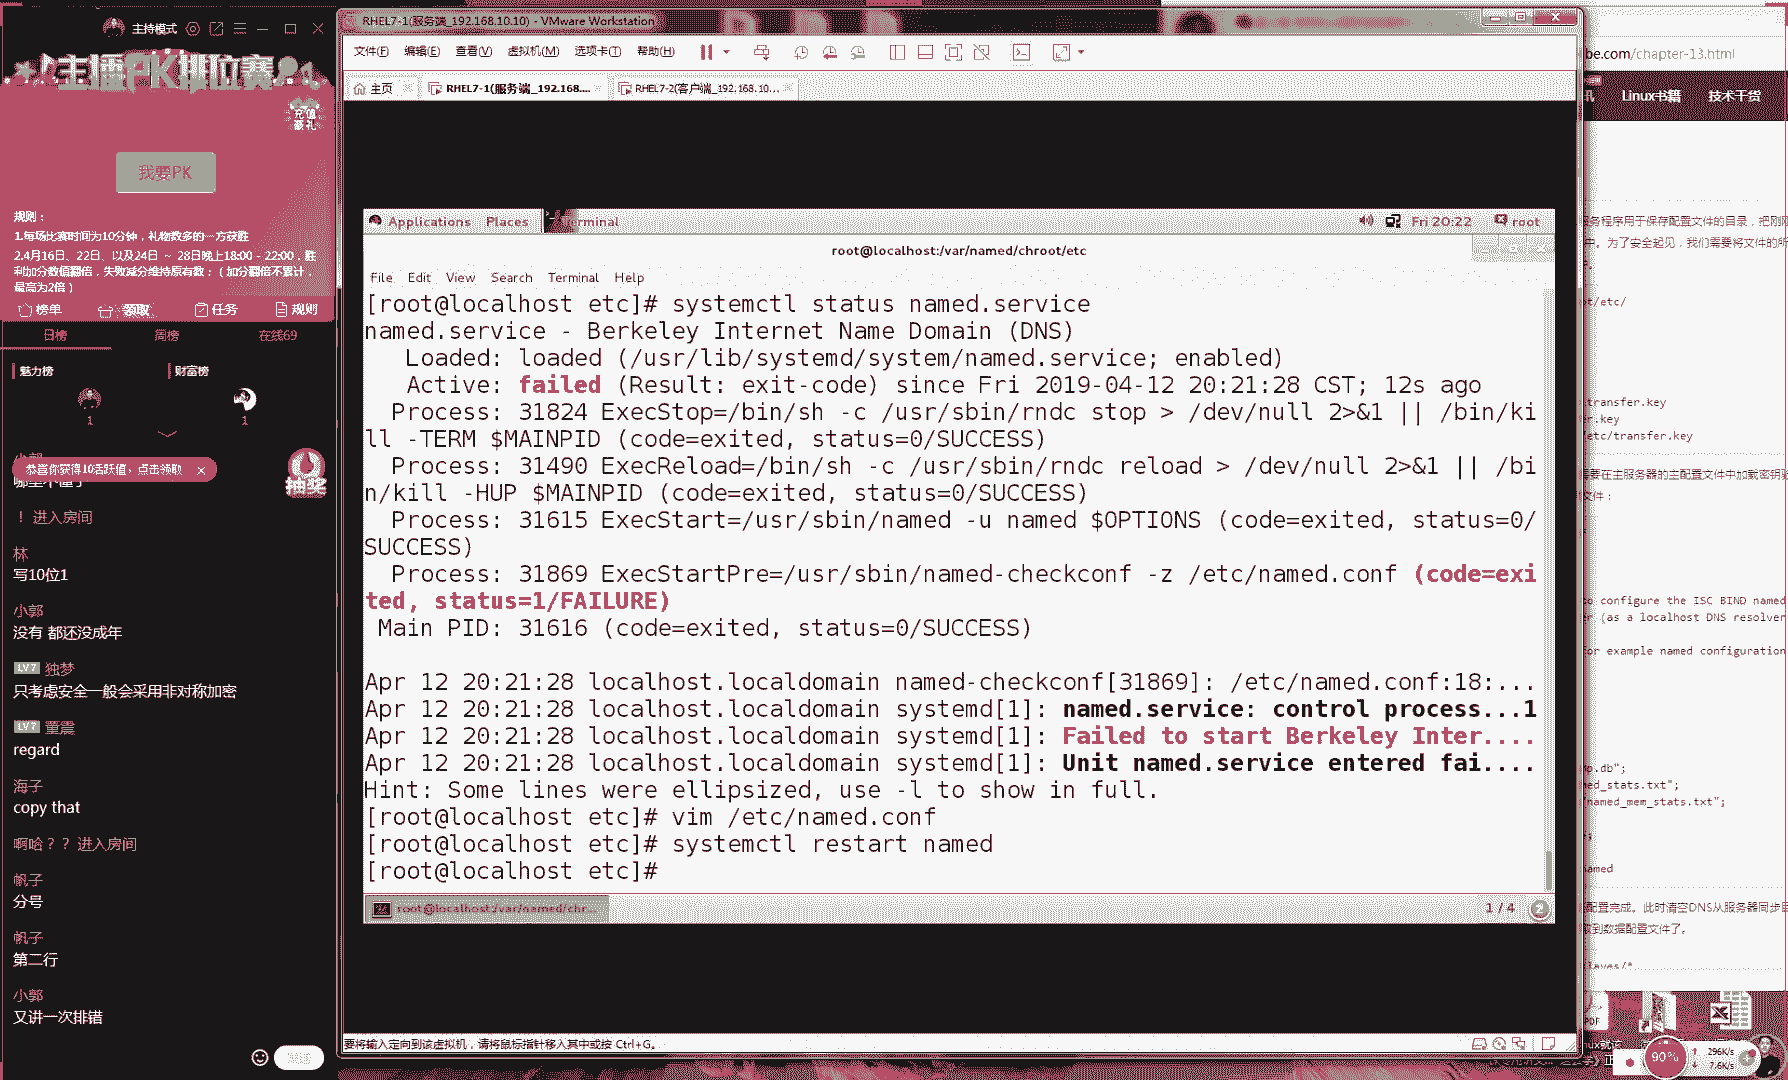 主持模式
主播PK排位赛
充值
豪礼
我要PK
规则：
1.每场比赛时间为10分钟，礼物数多的一方获胜
2.4月16日、22日、以及24日 ～ 28日晚上18:00 - 22:00，胜
利加分数值翻倍，失败减分维持原有数；（加分翻倍不累计，
最高为2倍）
榜单
领取
任务
规则
日榜
周榜
在线69
魅力榜
财富榜
1
1
恭喜你获得10活跃值，点击领取
抽奖
！ 进入房间
林
写10位1
小郭
没有 都还没成年
LV7 独梦
只考虑安全一般会采用非对称加密
LV7 董震
regard
海子
copy that
啊哈？？ 进入房间
帆子
分号
帆子
第二行
小郭
又讲一次排错
RHEL7-1(服务端_192.168.10.10) - VMware Workstation
文件(F) 编辑(E) 查看(V) 虚拟机(M) 选项卡(T) 帮助(H)
主页
RHEL7-1(服务端_192.168....
RHEL7-2(客户端_192.168.10...
Applications Places
Fri 20:22
root
root@localhost:/var/named/chroot/etc
File Edit View Search Terminal Help
[root@localhost etc]# systemctl status named.service
named.service - Berkeley Internet Name Domain (DNS)
   Loaded: loaded (/usr/lib/systemd/system/named.service; enabled)
   Active: failed (Result: exit-code) since Fri 2019-04-12 20:21:28 CST; 12s ago
  Process: 31824 ExecStop=/bin/sh -c /usr/sbin/rndc stop > /dev/null 2>&1 || /bin/ki
ll -TERM $MAINPID (code=exited, status=0/SUCCESS)
  Process: 31490 ExecReload=/bin/sh -c /usr/sbin/rndc reload > /dev/null 2>&1 || /bi
n/kill -HUP $MAINPID (code=exited, status=0/SUCCESS)
  Process: 31615 ExecStart=/usr/sbin/named -u named $OPTIONS (code=exited, status=0/
SUCCESS)
  Process: 31869 ExecStartPre=/usr/sbin/named-checkconf -z /etc/named.conf (code=exi
ted, status=1/FAILURE)
 Main PID: 31616 (code=exited, status=0/SUCCESS)
Apr 12 20:21:28 localhost.localdomain named-checkconf[31869]: /etc/named.conf:18:...
Apr 12 20:21:28 localhost.localdomain systemd[1]: named.service: control process...1
Apr 12 20:21:28 localhost.localdomain systemd[1]: Failed to start Berkeley Inter....
Apr 12 20:21:28 localhost.localdomain systemd[1]: Unit named.service entered fai....
Hint: Some lines were ellipsized, use -l to show in full.
[root@localhost etc]# vim /etc/named.conf
[root@localhost etc]# systemctl restart named
[root@localhost etc]#
root@localhost:/var/named/chr...
1 / 4
2
要将输入定向到该虚拟机，请将鼠标指针移入其中或按 Ctrl+G。
be.com/chapter-13.html
Linux书籍
技术干货
服务程序用于保存配置文件的目录，把刚刚
中。为了安全起见，我们需要将文件的所
ot/etc/
transfer.key
er.key
/etc/transfer.key
需要在主服务器的主配置文件中加载密钥验
文件：
to configure the ISC BIND named
er (as a localhost DNS resolver
for example named configuration
mp.db";
med_stats.txt";
/named_mem_stats.txt";
named
配置完成。此时清空DNS从服务器同步目
收到数据配置文件了。
slaves/*
PDF
90%
296K/s
7.6K/s